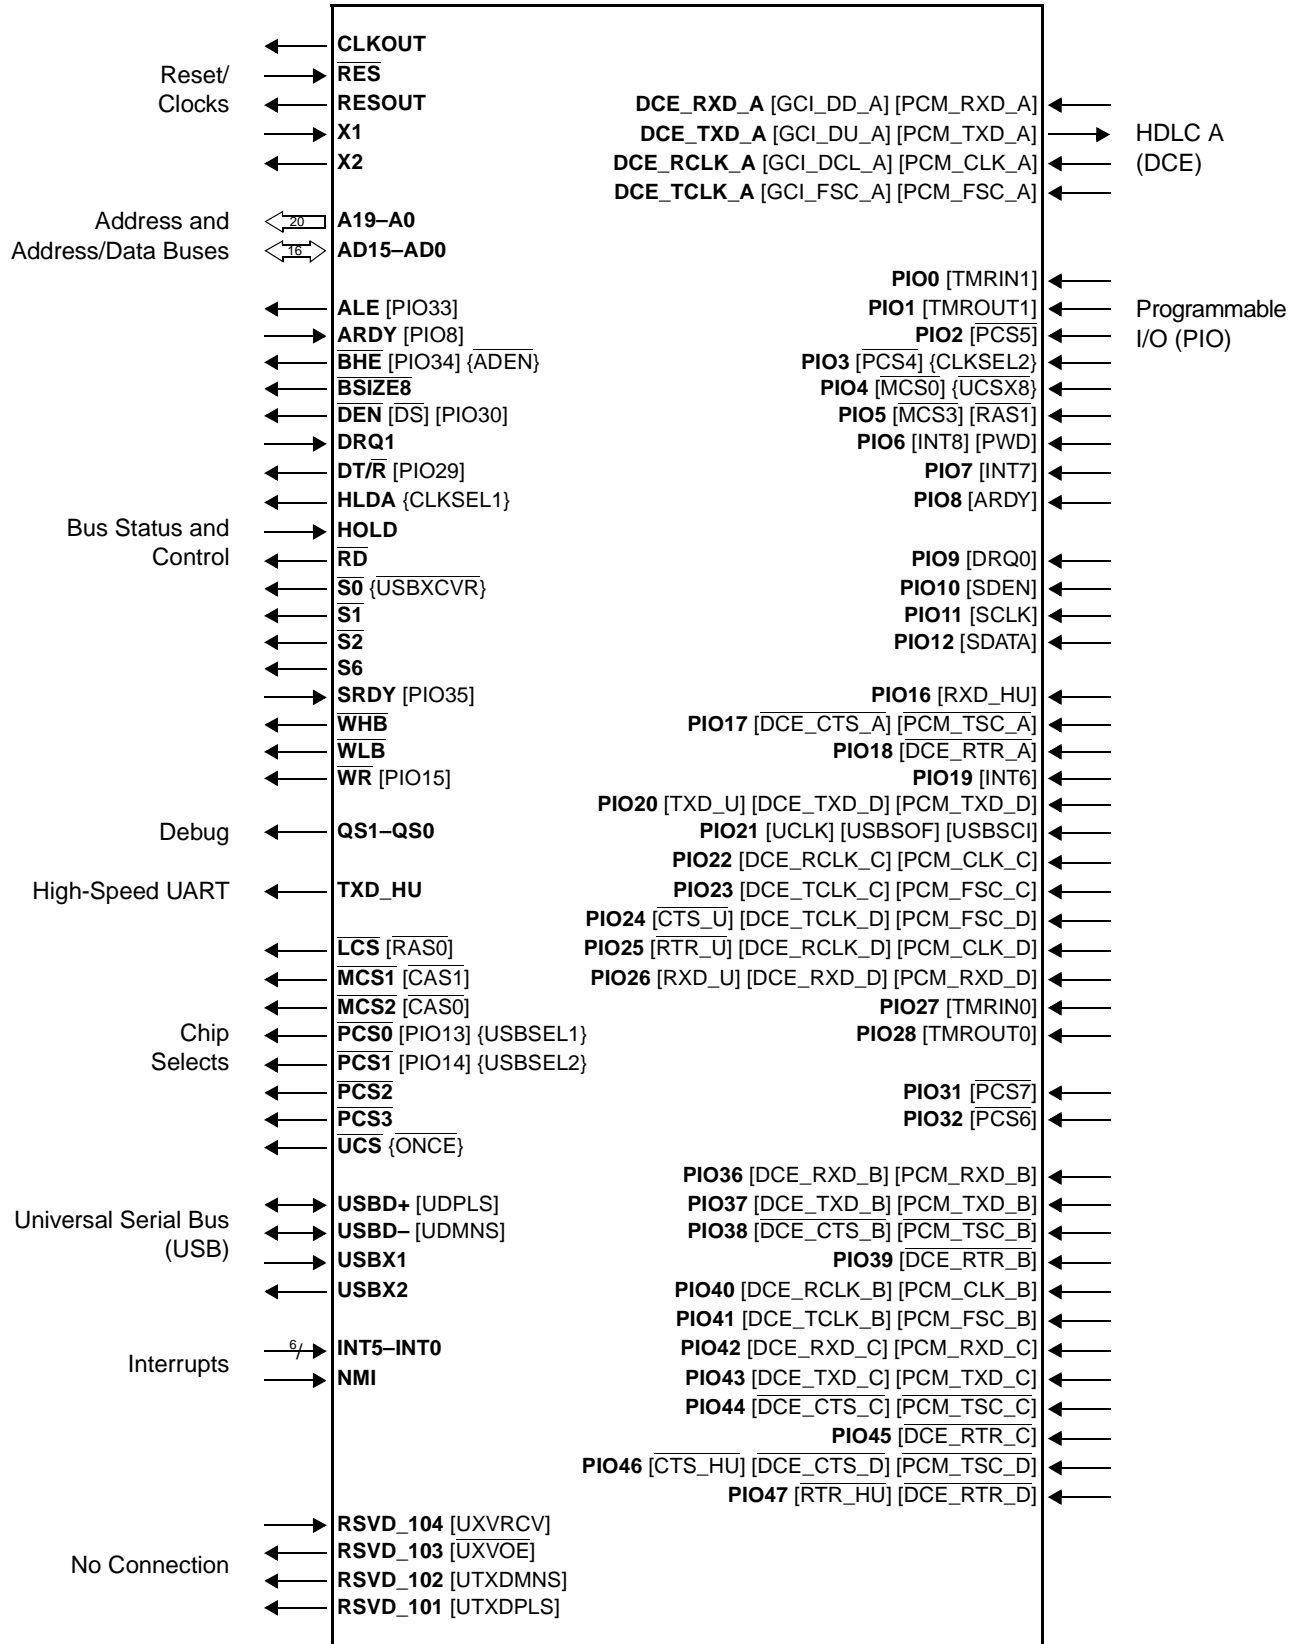 CLKOUT
RES
Reset/
Clocks
RESOUT
X1
X2
DCE_RXD_A [GCI_DD_A] [PCM_RXD_A]
DCE_TXD_A [GCI_DU_A] [PCM_TXD_A]
DCE_RCLK_A [GCI_DCL_A] [PCM_CLK_A]
DCE_TCLK_A [GCI_FSC_A] [PCM_FSC_A]
HDLC A
(DCE)
Address and
Address/Data Buses
20
A19–A0
16
AD15–AD0
ALE [PIO33]
ARDY [PIO8]
BHE [PIO34] {ADEN}
BSIZE8
DEN [DS] [PIO30]
DRQ1
DT/R [PIO29]
HLDA {CLKSEL1}
Bus Status and
Control
HOLD
RD
S0 {USBXCVR}
S1
S2
S6
SRDY [PIO35]
WHB
WLB
WR [PIO15]
Debug
QS1–QS0
High-Speed UART
TXD_HU
LCS [RAS0]
MCS1 [CAS1]
MCS2 [CAS0]
Chip
Selects
PCS0 [PIO13] {USBSEL1}
PCS1 [PIO14] {USBSEL2}
PCS2
PCS3
UCS {ONCE}
Universal Serial Bus
(USB)
USBD+ [UDPLS]
USBD– [UDMNS]
USBX1
USBX2
Interrupts
6/
INT5–INT0
NMI
No Connection
RSVD_104 [UXVRCV]
RSVD_103 [UXVOE]
RSVD_102 [UTXDMNS]
RSVD_101 [UTXDPLS]
PIO0 [TMRIN1]
PIO1 [TMROUT1]
PIO2 [PCS5]
PIO3 [PCS4] {CLKSEL2}
PIO4 [MCS0] {UCSX8}
PIO5 [MCS3] [RAS1]
PIO6 [INT8] [PWD]
PIO7 [INT7]
PIO8 [ARDY]
Programmable
I/O (PIO)
PIO9 [DRQ0]
PIO10 [SDEN]
PIO11 [SCLK]
PIO12 [SDATA]
PIO16 [RXD_HU]
PIO17 [DCE_CTS_A] [PCM_TSC_A]
PIO18 [DCE_RTR_A]
PIO19 [INT6]
PIO20 [TXD_U] [DCE_TXD_D] [PCM_TXD_D]
PIO21 [UCLK] [USBSOF] [USBSCI]
PIO22 [DCE_RCLK_C] [PCM_CLK_C]
PIO23 [DCE_TCLK_C] [PCM_FSC_C]
PIO24 [CTS_U] [DCE_TCLK_D] [PCM_FSC_D]
PIO25 [RTR_U] [DCE_RCLK_D] [PCM_CLK_D]
PIO26 [RXD_U] [DCE_RXD_D] [PCM_RXD_D]
PIO27 [TMRIN0]
PIO28 [TMROUT0]
PIO31 [PCS7]
PIO32 [PCS6]
PIO36 [DCE_RXD_B] [PCM_RXD_B]
PIO37 [DCE_TXD_B] [PCM_TXD_B]
PIO38 [DCE_CTS_B] [PCM_TSC_B]
PIO39 [DCE_RTR_B]
PIO40 [DCE_RCLK_B] [PCM_CLK_B]
PIO41 [DCE_TCLK_B] [PCM_FSC_B]
PIO42 [DCE_RXD_C] [PCM_RXD_C]
PIO43 [DCE_TXD_C] [PCM_TXD_C]
PIO44 [DCE_CTS_C] [PCM_TSC_C]
PIO45 [DCE_RTR_C]
PIO46 [CTS_HU] [DCE_CTS_D] [PCM_TSC_D]
PIO47 [RTR_HU] [DCE_RTR_D]